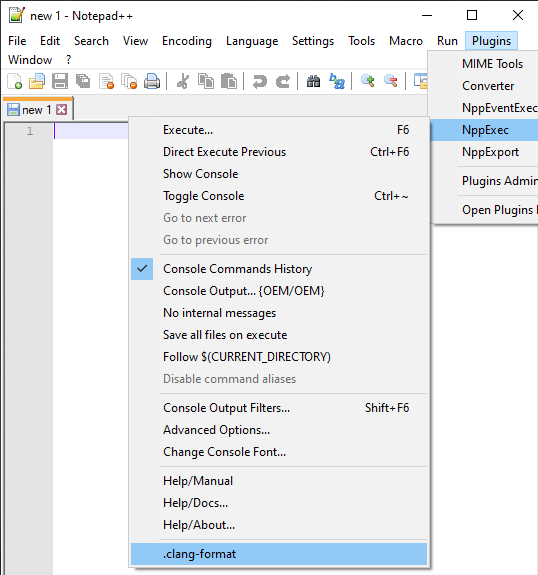 new 1 - Notepad++
File Edit Search View Encoding Language Settings Tools Macro Run Plugins
Window ?
new 1
1
MIME Tools
Converter
NppEventExec
NppExec
NppExport
Plugins Admin
Open Plugins
Execute... F6
Direct Execute Previous Ctrl+F6
Show Console
Toggle Console Ctrl+~
Go to next error
Go to previous error
Console Commands History
Console Output... {OEM/OEM}
No internal messages
Save all files on execute
Follow $(CURRENT_DIRECTORY)
Disable command aliases
Console Output Filters... Shift+F6
Advanced Options...
Change Console Font...
Help/Manual
Help/Docs...
Help/About...
.clang-format